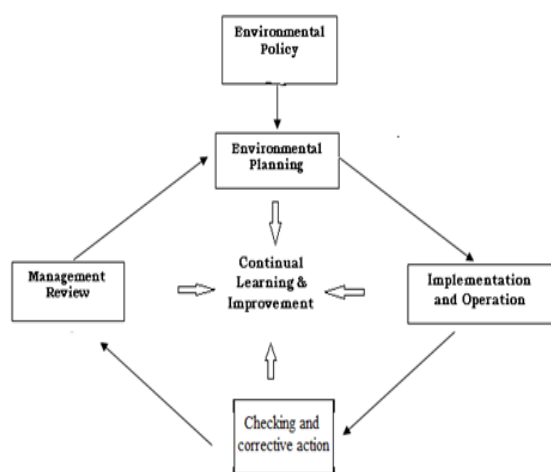 Environmental
Policy
Environmental
Planning
Continual
Learning &
Improvement
Management
Review
Implementation
and Operation
Checking and
corrective action